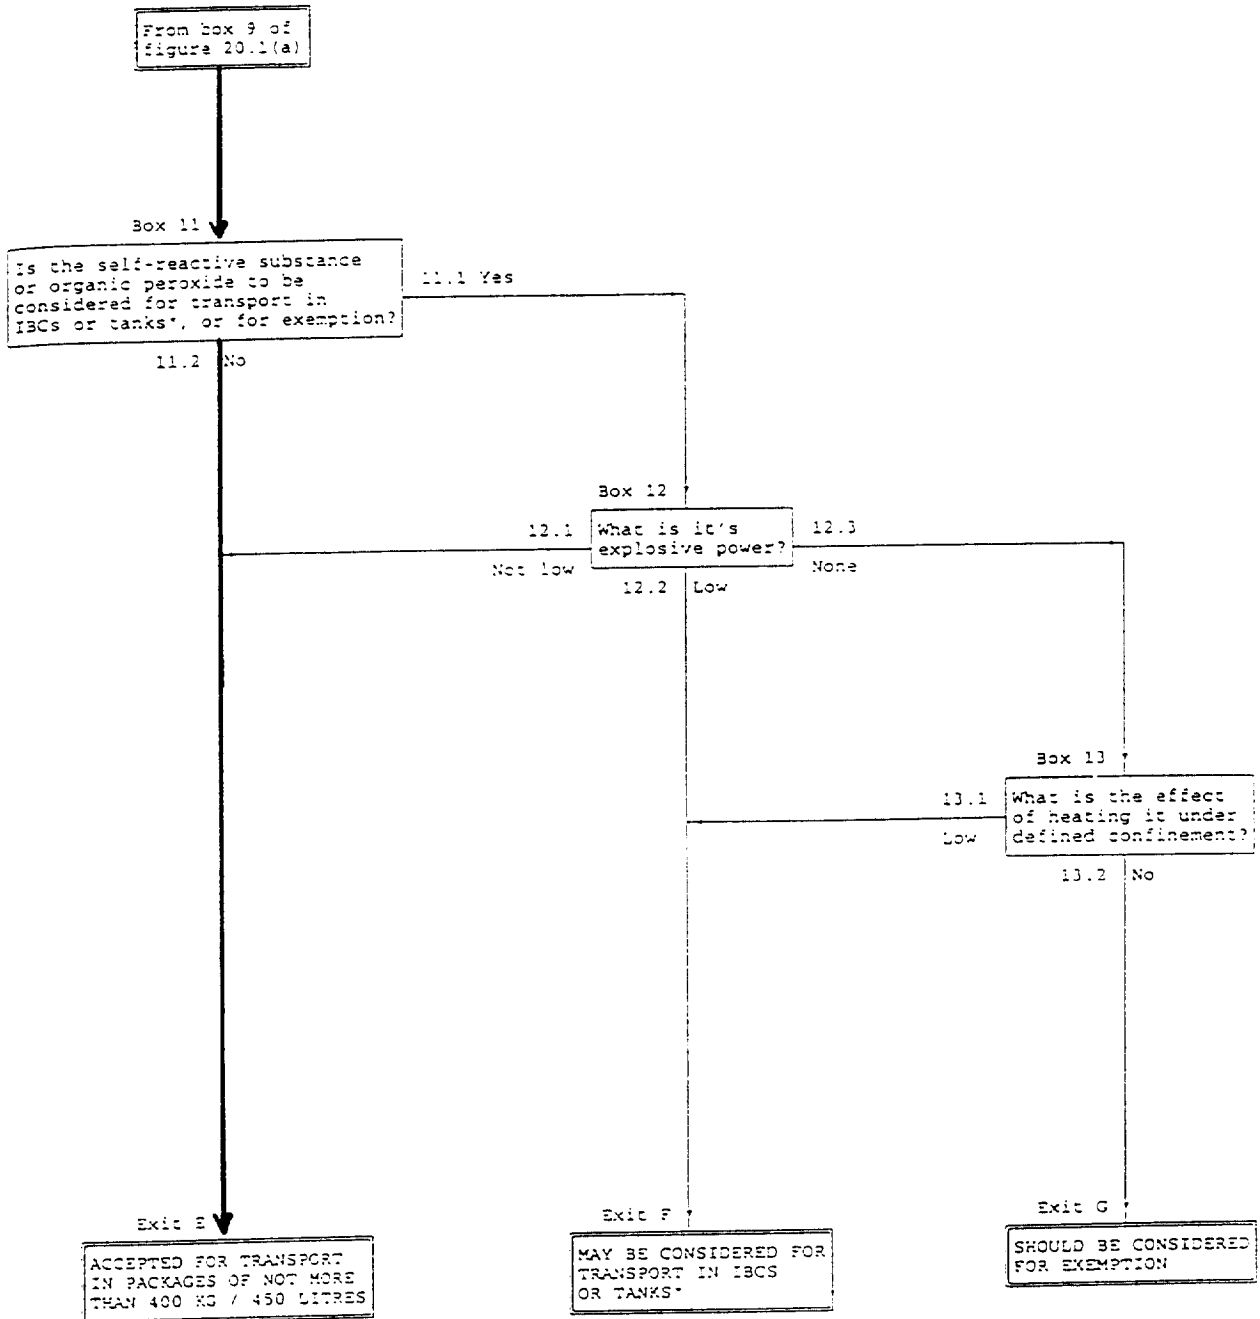 From box 9 of
figure 20.1(a)
Box 11
Is the self-reactive substance
or organic peroxide to be
considered for transport in
IBCs or tanks*, or for exemption?
11.1 Yes
11.2 No
Box 12
What is it's
explosive power?
12.1
Not low
12.2 Low
12.3
None
Box 13
What is the effect
of heating it under
defined confinement?
13.1
Low
13.2 No
Exit E
ACCEPTED FOR TRANSPORT
IN PACKAGES OF NOT MORE
THAN 400 KG / 450 LITRES
Exit F
MAY BE CONSIDERED FOR
TRANSPORT IN IBCS
OR TANKS*
Exit G
SHOULD BE CONSIDERED
FOR EXEMPTION